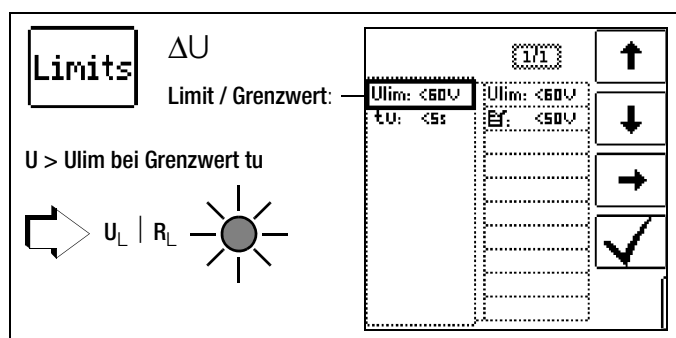 Limits
ΔU
Limit / Grenzwert:
U > Ulim bei Grenzwert tu
UL | RL
1/1
Ulim: <60V
tu: <5s
Ulim: <60V
<50V